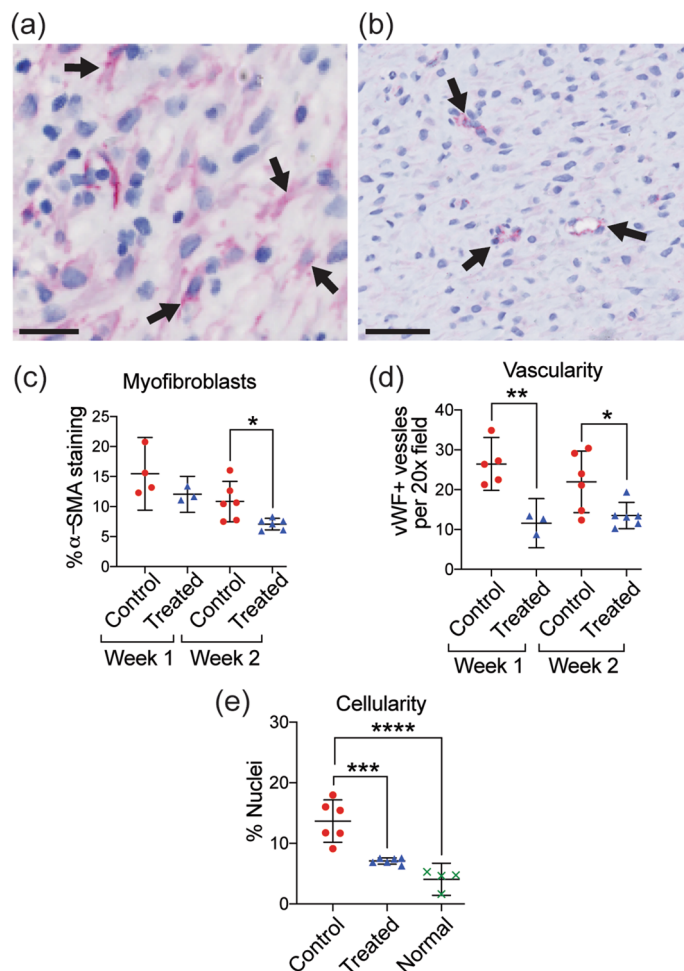 (a)
(b)
(c)
Myofibroblasts
%α-SMA staining
25
20
15
10
5
0
*
Control
Treated
Control
Treated
Week 1
Week 2
(d)
Vascularity
vWF+ vessles
per 20x field
40
30
20
10
0
**
*
Control
Treated
Control
Treated
Week 1
Week 2
(e)
Cellularity
% Nuclei
30
20
10
0
****
***
Control
Treated
Normal